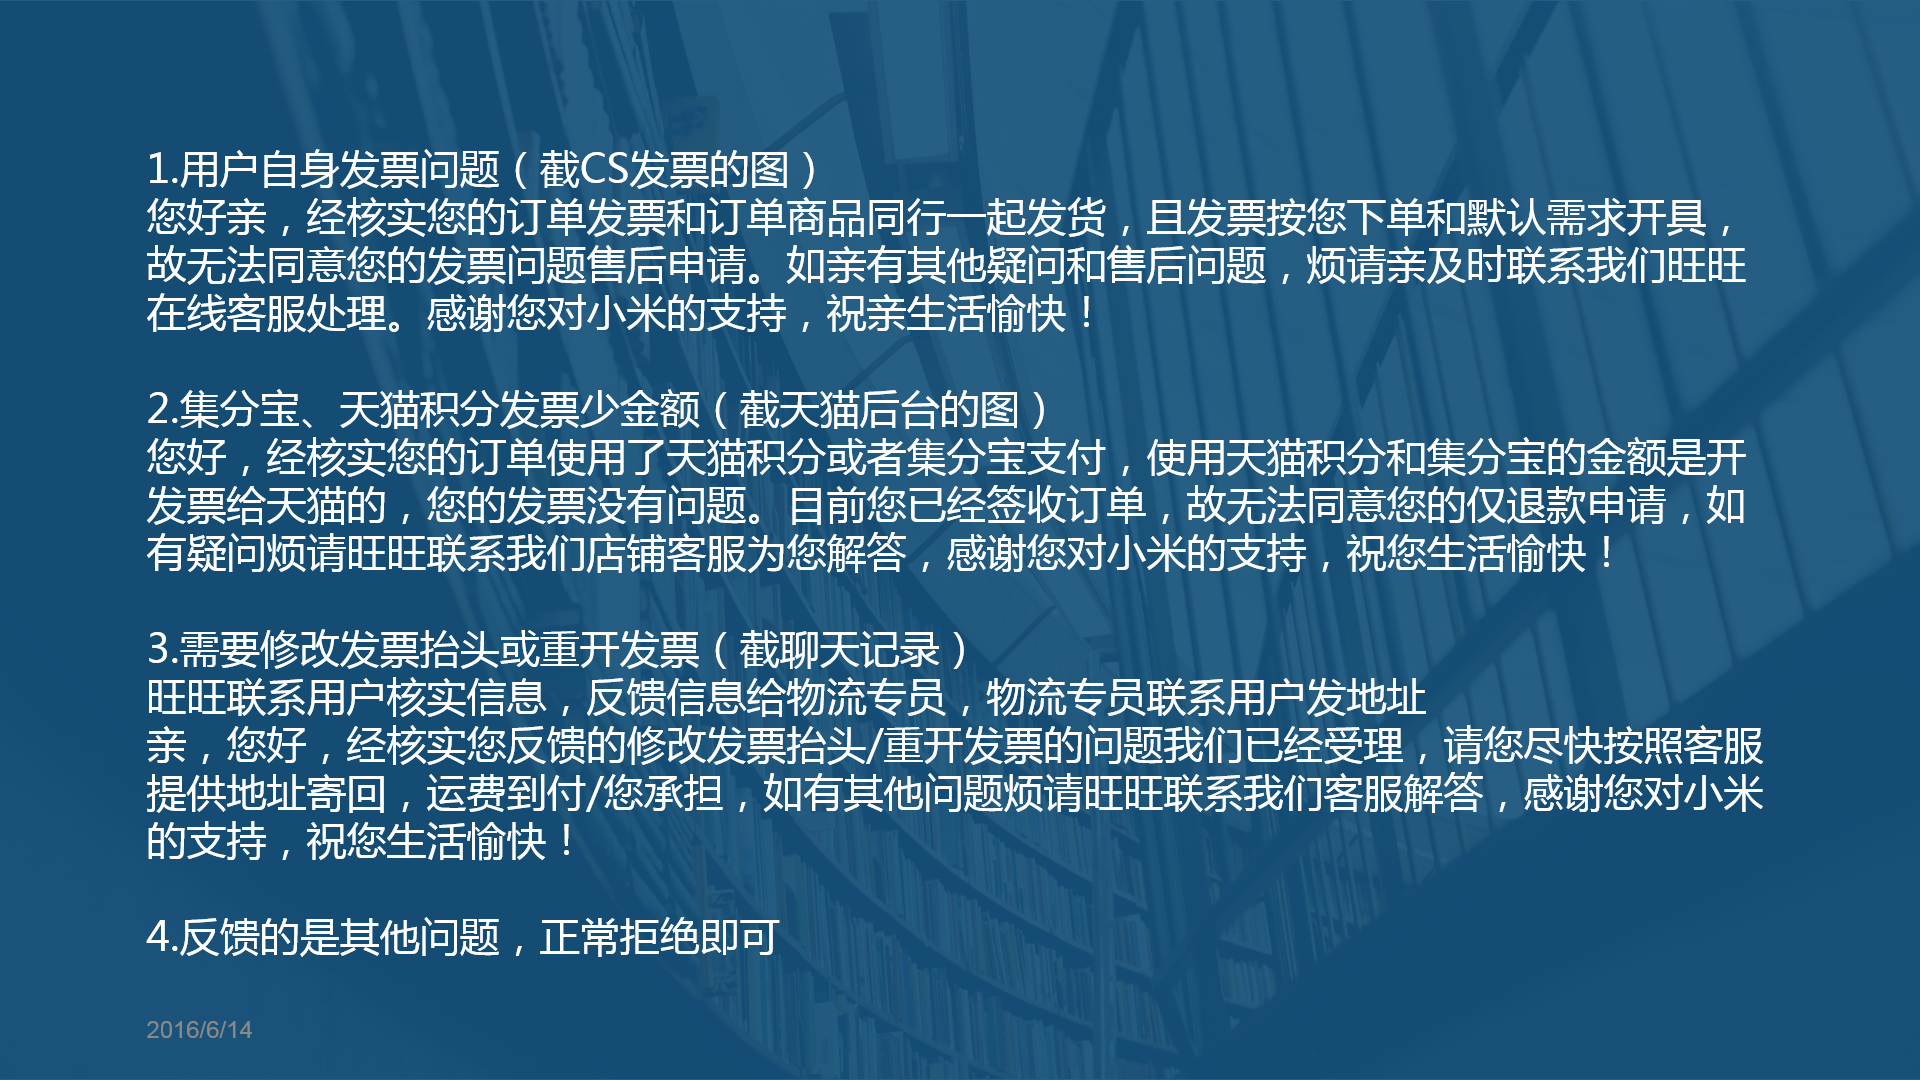 1.用户自身发票问题（截CS发票的图）
您好亲，经核实您的订单发票和订单商品同行一起发货，且发票按您下单和默认需求开具，
故无法同意您的发票问题售后申请。如亲有其他疑问和售后问题，烦请亲及时联系我们旺旺
在线客服处理。感谢您对小米的支持，祝亲生活愉快！
2.集分宝、天猫积分发票少金额（截天猫后台的图）
您好，经核实您的订单使用了天猫积分或者集分宝支付，使用天猫积分和集分宝的金额是开
发票给天猫的，您的发票没有问题。目前您已经签收订单，故无法同意您的仅退款申请，如
有疑问烦请旺旺联系我们店铺客服为您解答，感谢您对小米的支持，祝您生活愉快！
3.需要修改发票抬头或重开发票（截聊天记录）
旺旺联系用户核实信息，反馈信息给物流专员，物流专员联系用户发地址
亲，您好，经核实您反馈的修改发票抬头/重开发票的问题我们已经受理，请您尽快按照客服
提供地址寄回，运费到付/您承担，如有其他问题烦请旺旺联系我们客服解答，感谢您对小米
的支持，祝您生活愉快！
4.反馈的是其他问题，正常拒绝即可
2016/6/14